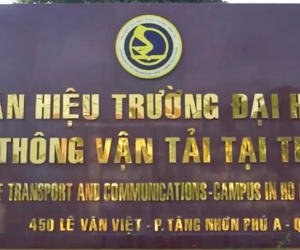 ÂN HIỆU TRƯỜNG ĐẠI H
THÔNG VẬN TẢI TẠI T
F TRANSPORT AND COMMUNICATIONS-CAMPUS IN HO
450 LÊ VĂN VIỆT - P.TĂNG NHƠN PHÚ A - Q